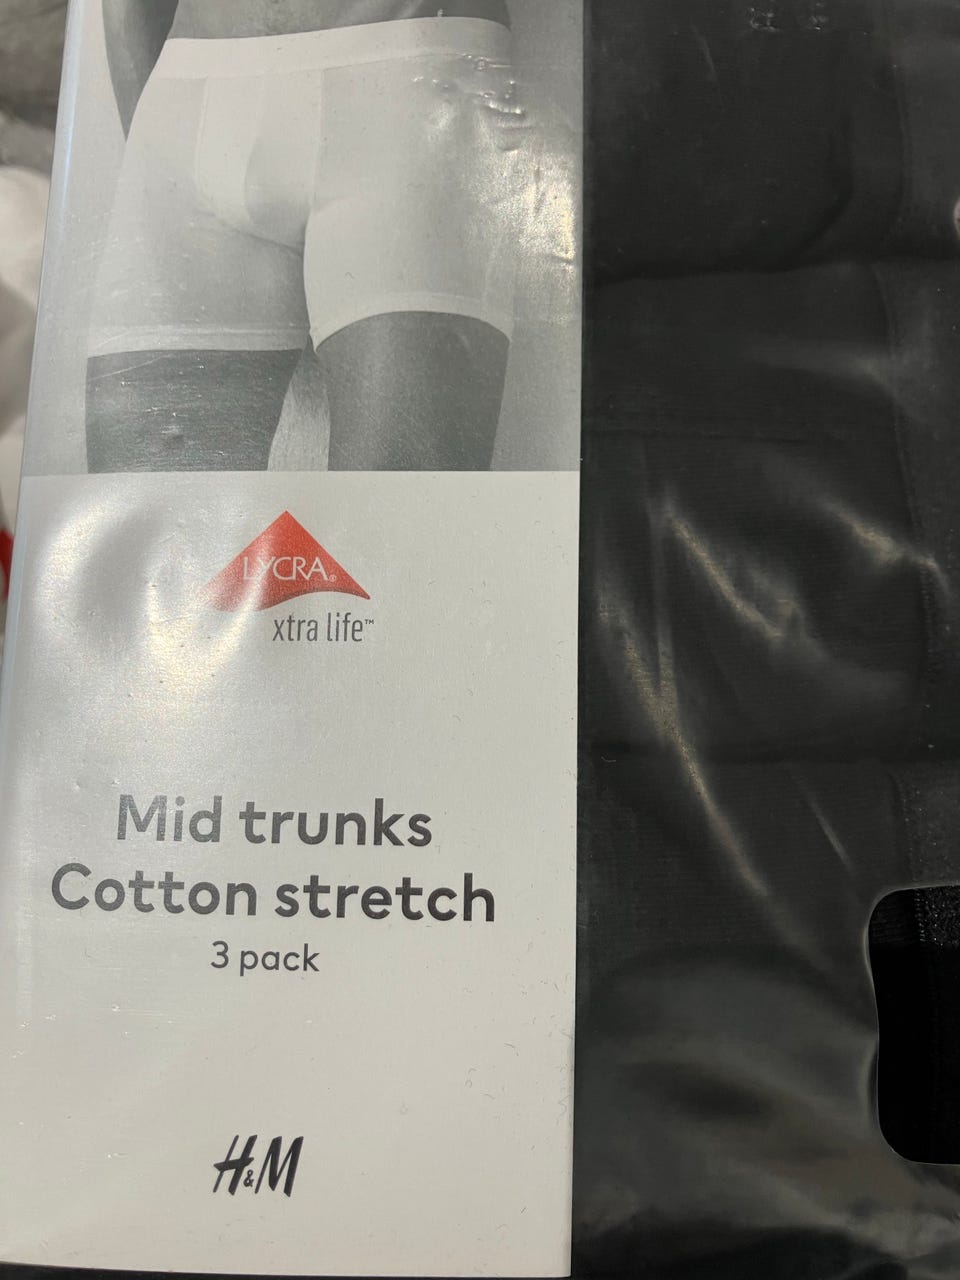 LYCRA®
xtra life™
Mid trunks
Cotton stretch
3 pack
H&M